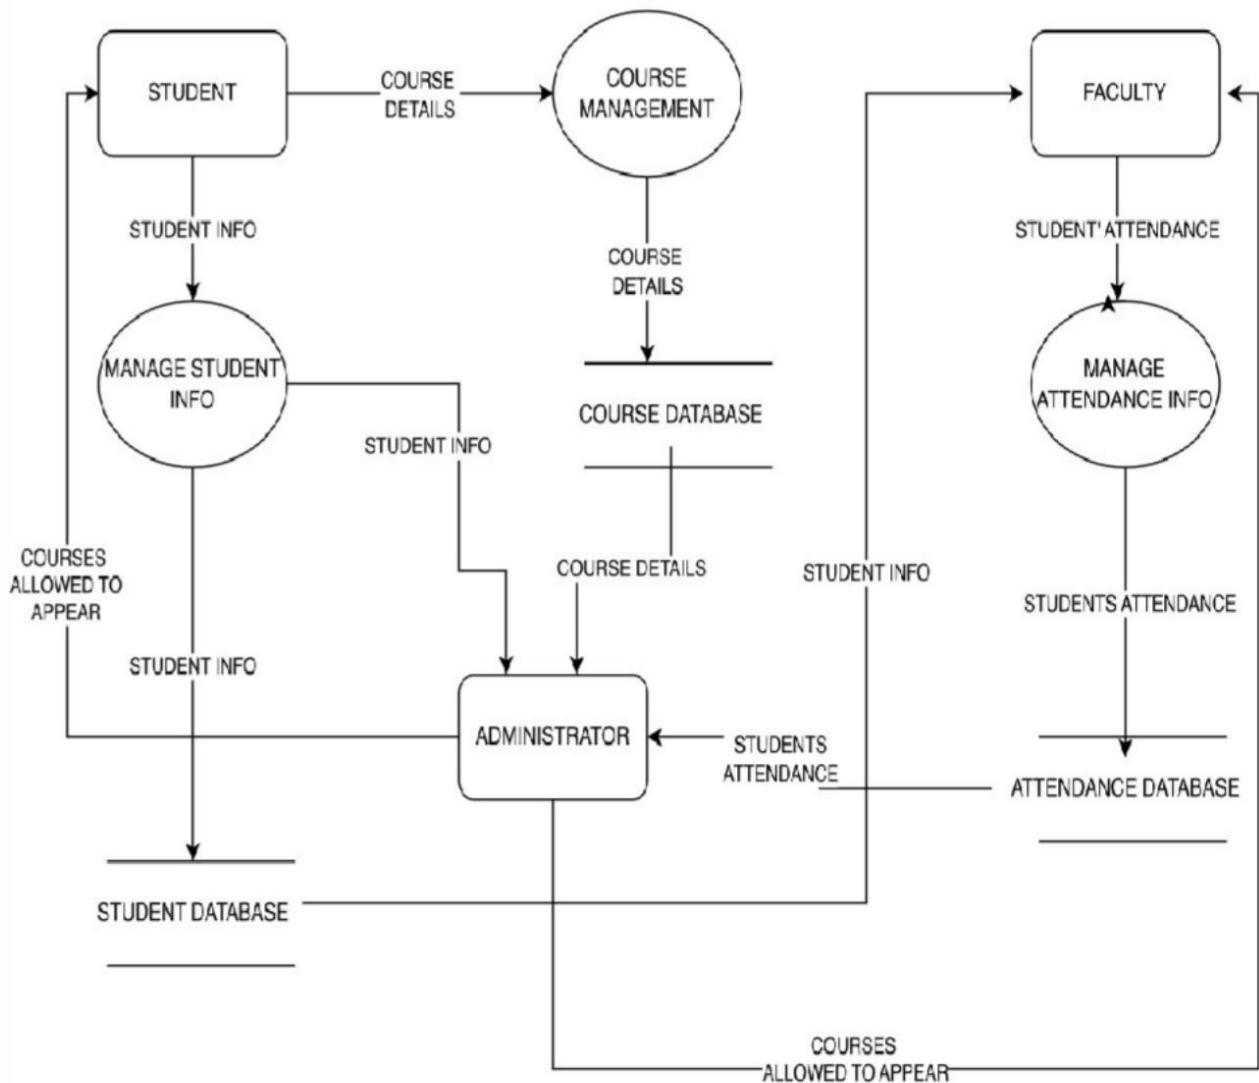 STUDENT
COURSE
DETAILS
COURSE
MANAGEMENT
FACULTY
STUDENT INFO
COURSE
DETAILS
STUDENT' ATTENDANCE
MANAGE STUDENT
INFO
MANAGE
ATTENDANCE INFO
COURSE DATABASE
STUDENT INFO
COURSES
ALLOWED TO
APPEAR
COURSE DETAILS
STUDENT INFO
STUDENTS ATTENDANCE
STUDENT INFO
ADMINISTRATOR
STUDENTS
ATTENDANCE
ATTENDANCE DATABASE
STUDENT DATABASE
COURSES
ALLOWED TO APPEAR